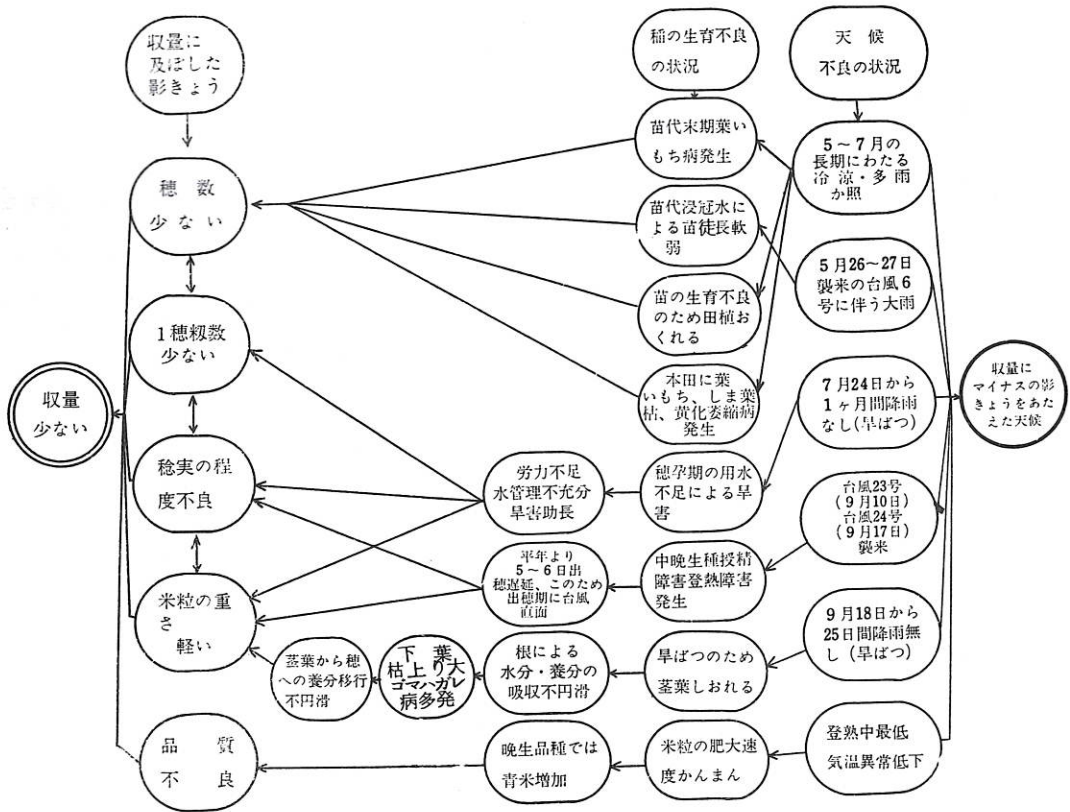 収量に
及ぼした
影きょう
稲の生育不良
の状況
天候
不良の状況
穂数
少ない
苗代末期葉い
もち病発生
5～7月の
長期にわたる
冷涼・多雨
か照
苗代浸冠水に
よる苗徒長軟
弱
5月26～27日
襲来の台風6
号に伴う大雨
1穂籾数
少ない
苗の生育不良
のため田植お
くれる
収量
少ない
本田に葉
いもち、しま葉
枯、黄化萎縮病
発生
7月24日から
1ヶ月間降雨
なし(旱ばつ)
収量に
マイナスの影
きょうをあた
えた天候
稔実の程
度不良
労力不足
水管理不充分
旱害助長
穂孕期の用水
不足による旱
害
台風23号
(9月10日)
台風24号
(9月17日)
襲来
米粒の重
さ
軽い
平年より
5～6日出
穂遅延、このため
出穂期に台風
直面
中晩生種授精
障害登熱障害
発生
9月18日から
25日間降雨無
し(旱ばつ)
茎葉から穂
への養分移行
不円滑
下葉
枯上り大
ゴマハガレ
病多発
根による
水分・養分の
吸収不円滑
旱ばつのため
茎葉しおれる
品質
不良
晩生品種では
青米増加
米粒の肥大速
度かんまん
登熟中最低
気温異常低下